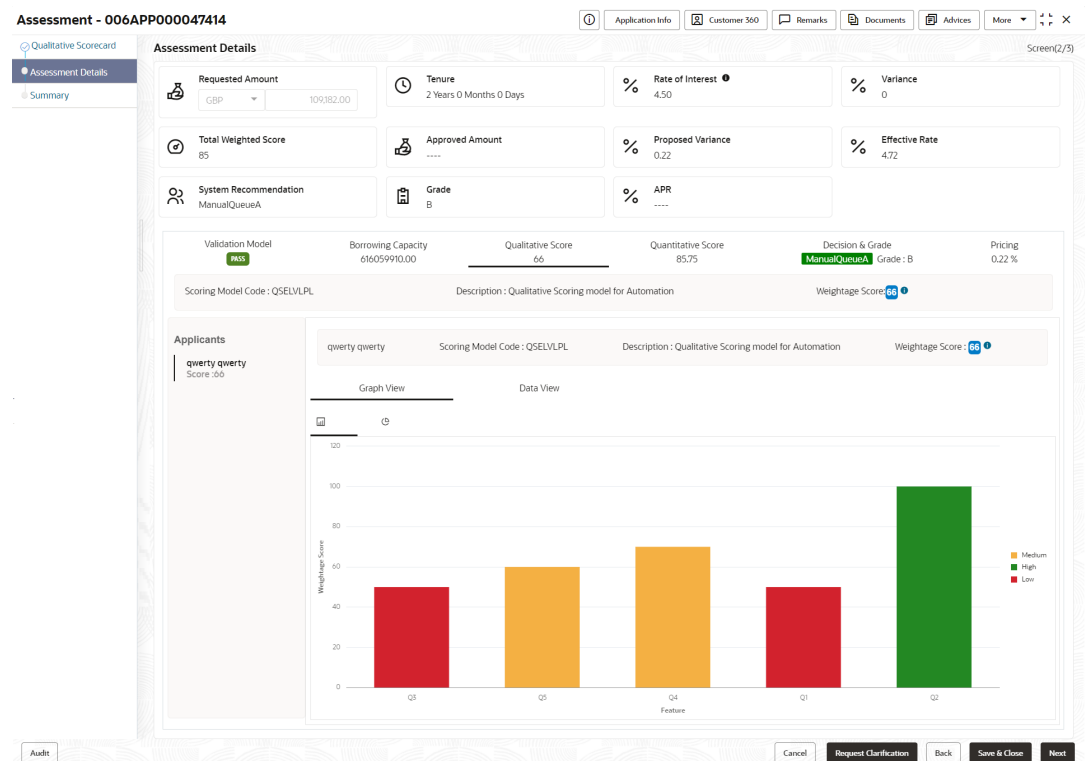 Assessment - 006APP000047414
Application Info
Customer 360
Remarks
Documents
Advices
More
Qualitative Scorecard
Assessment Details
Summary
Assessment Details
Screen(2/3)
Requested Amount
GBP
109,182.00
Tenure
2 Years 0 Months 0 Days
Rate of Interest
4.50
Variance
0
Total Weighted Score
85
Approved Amount
----
Proposed Variance
0.22
Effective Rate
4.72
System Recommendation
ManualQueueA
Grade
B
APR
----
Validation Model
PASS
Borrowing Capacity
616059910.00
Qualitative Score
66
Quantitative Score
85.75
Decision & Grade
ManualQueueA Grade : B
Pricing
0.22 %
Scoring Model Code : QSELVLPL
Description : Qualitative Scoring model for Automation
Weightage Score: 66
Applicants
qwerty qwerty
Score :66
qwerty qwerty
Scoring Model Code : QSELVLPL
Description : Qualitative Scoring model for Automation
Weightage Score : 66
Graph View
Data View
120
100
80
60
40
20
0
Weightage Score
Q3
Q5
Q4
Q1
Q2
Feature
Medium
High
Low
Audit
Cancel
Request Clarification
Back
Save & Close
Next